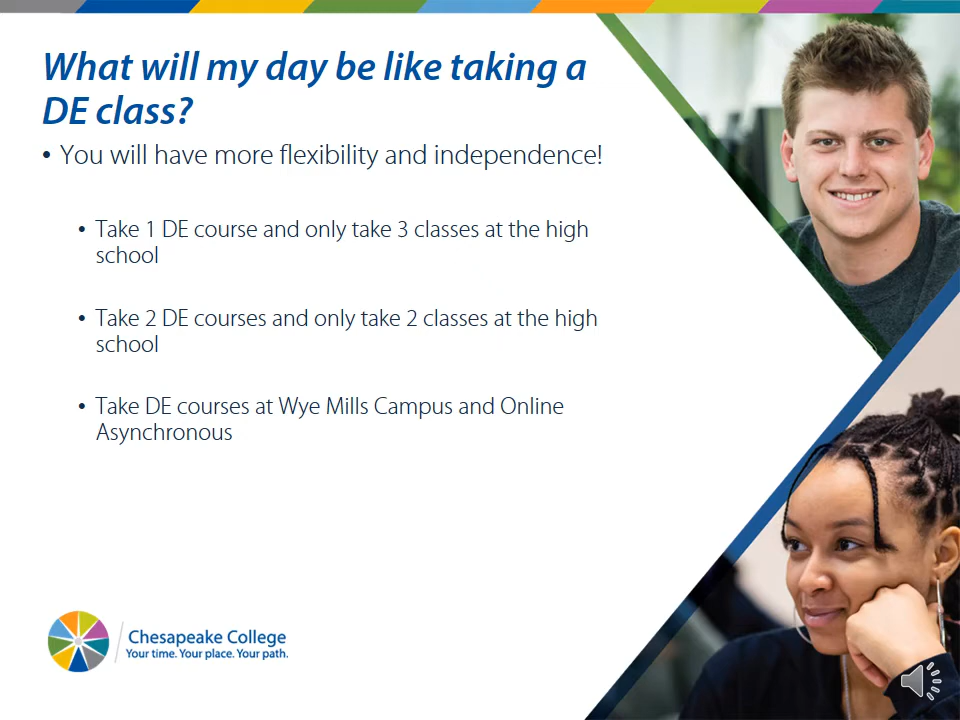 What will my day be like taking a
DE class?
• You will have more flexibility and independence!
• Take 1 DE course and only take 3 classes at the high
school
• Take 2 DE courses and only take 2 classes at the high
school
• Take DE courses at Wye Mills Campus and Online
Asynchronous
Chesapeake College
Your time. Your place. Your path.